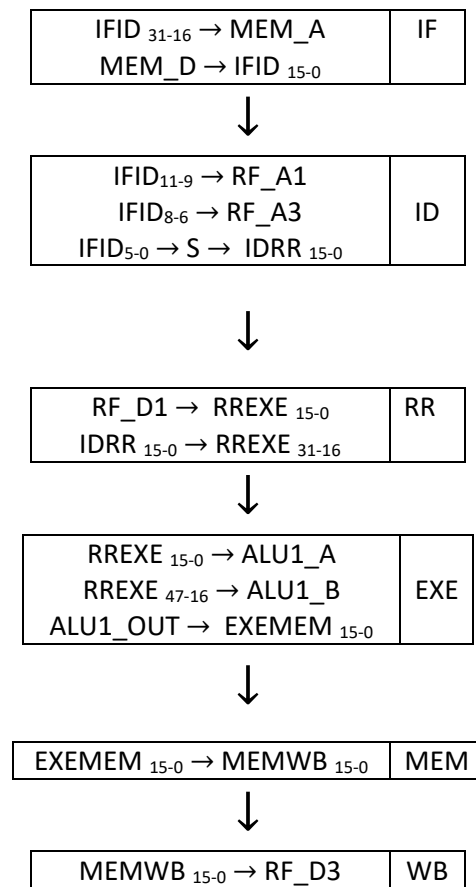 IFID 31-16 → MEM_A IF
MEM_D → IFID 15-0
IFID11-9 → RF_A1
IFID8-6 → RF_A3 ID
IFID5-0 → S → IDRR 15-0
RF_D1 → RREXE 15-0 RR
IDRR 15-0 → RREXE 31-16
RREXE 15-0 → ALU1_A
RREXE 47-16 → ALU1_B EXE
ALU1_OUT → EXEMEM 15-0
EXEMEM 15-0 → MEMWB 15-0 MEM
MEMWB 15-0 → RF_D3 WB